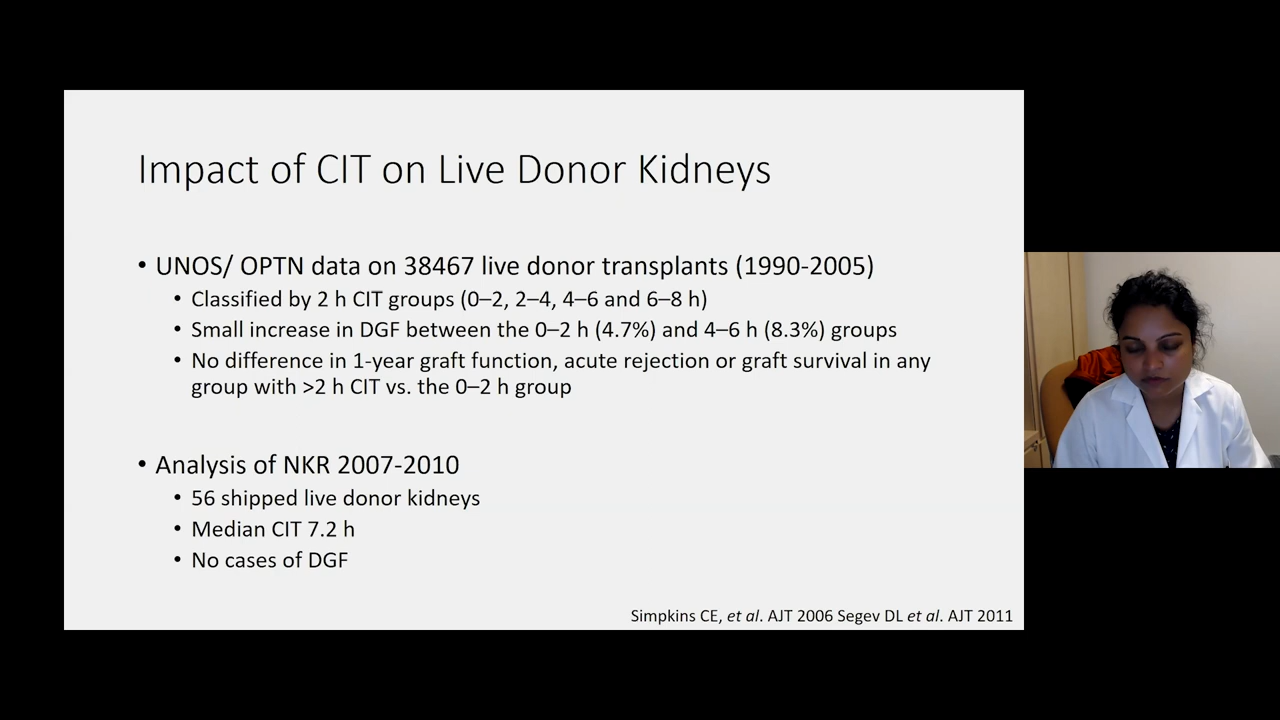 Impact of CIT on Live Donor Kidneys
• UNOS/ OPTN data on 38467 live donor transplants (1990-2005)
• Classified by 2 h CIT groups (0–2, 2–4, 4–6 and 6–8 h)
• Small increase in DGF between the 0–2 h (4.7%) and 4–6 h (8.3%) groups
• No difference in 1-year graft function, acute rejection or graft survival in any
group with >2 h CIT vs. the 0–2 h group
• Analysis of NKR 2007-2010
• 56 shipped live donor kidneys
• Median CIT 7.2 h
• No cases of DGF
Simpkins CE, et al. AJT 2006 Segev DL et al. AJT 2011